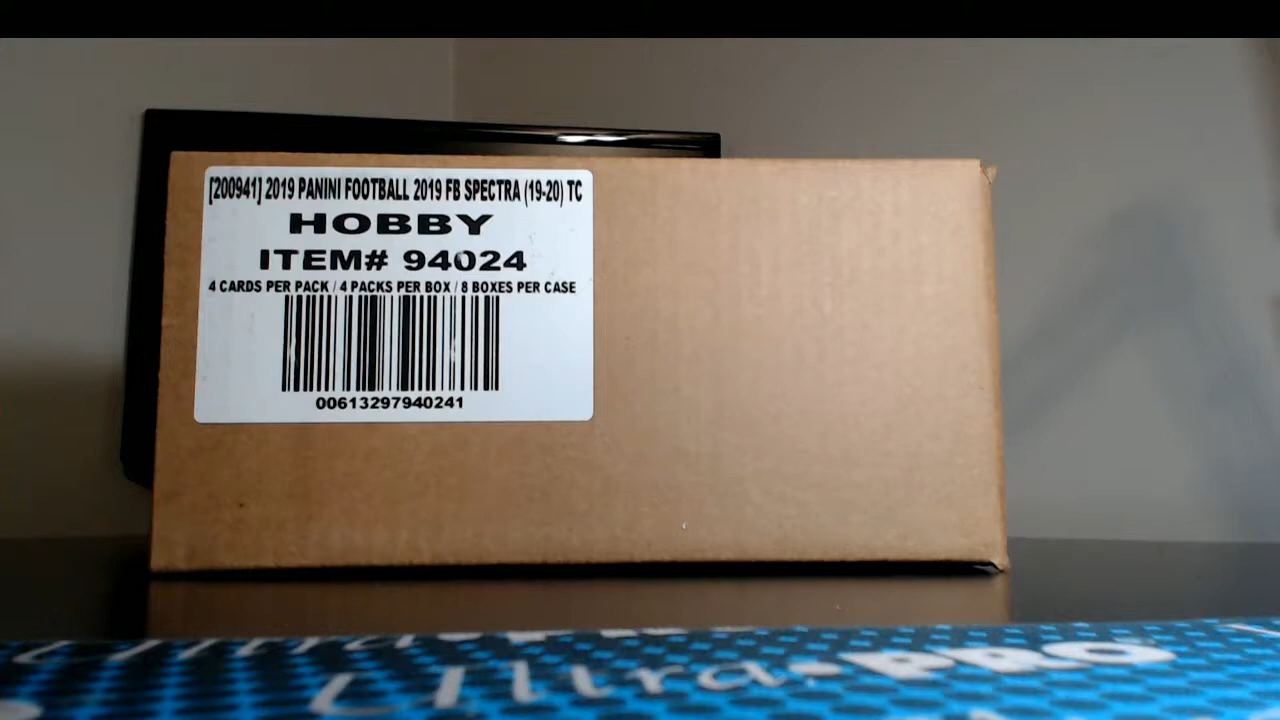 [200941] 2019 PANINI FOOTBALL 2019 FB SPECTRA (19-20) TC
HOBBY
ITEM# 94024
4 CARDS PER PACK / 4 PACKS PER BOX / 8 BOXES PER CASE
00613297940241
Ultra
Ultra•PRO